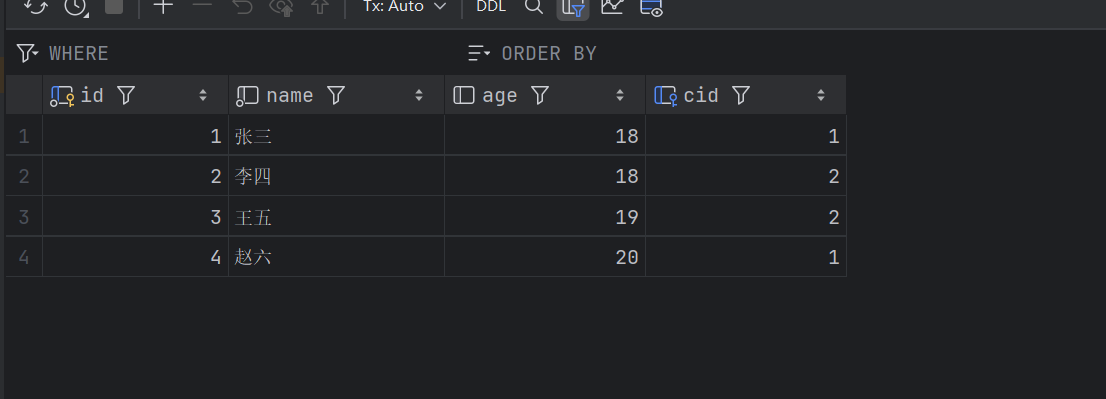 Tx: Auto DDL
WHERE ORDER BY
id name age cid
1 1 张三 18 1
2 2 李四 18 2
3 3 王五 19 2
4 4 赵六 20 1